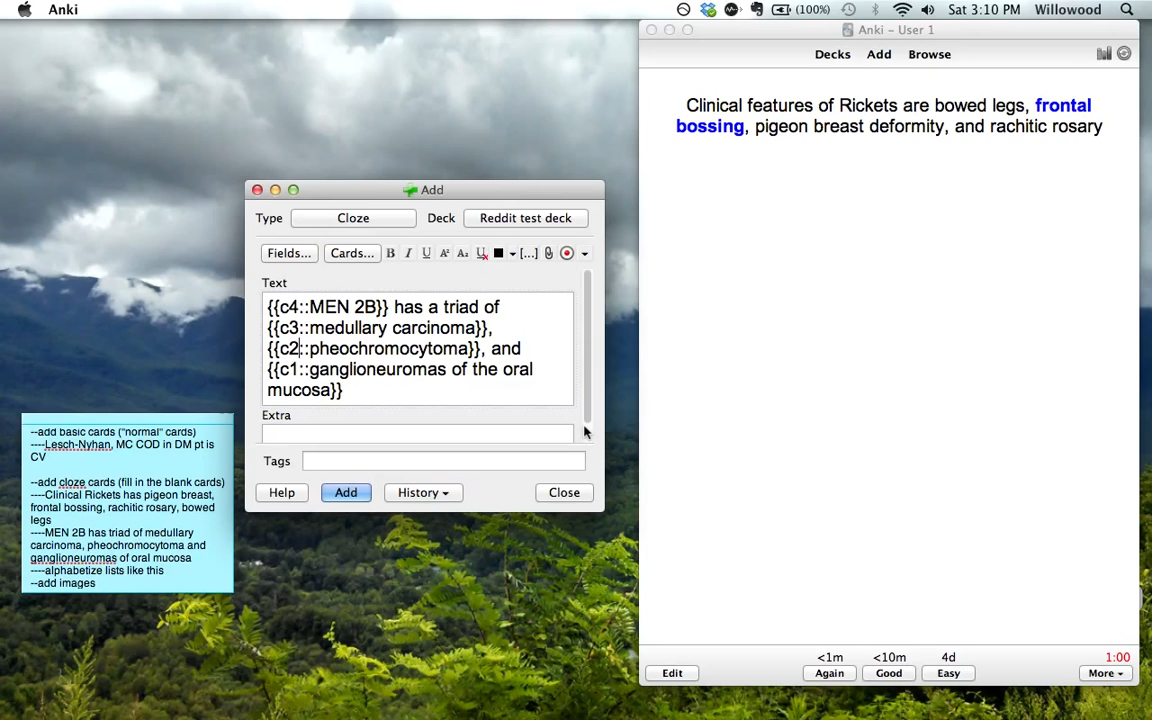 Anki
(100%)
Sat 3:10 PM
Willowood
Anki - User 1
Decks
Add
Browse
Clinical features of Rickets are bowed legs, frontal
bossing, pigeon breast deformity, and rachitic rosary
Add
Type
Cloze
Deck
Reddit test deck
Fields...
Cards...
B
I
U
A²
A₂
U
[...]
Text
{{c4::MEN 2B}} has a triad of
{{c3::medullary carcinoma}},
{{c2::pheochromocytoma}}, and
{{c1::ganglioneuromas of the oral
mucosa}}
Extra
Tags
Help
Add
History
Close
--add basic cards ("normal" cards)
----Lesch-Nyhan, MC COD in DM pt is
CV
--add cloze cards (fill in the blank cards)
----Clinical Rickets has pigeon breast,
frontal bossing, rachitic rosary, bowed
legs
----MEN 2B has triad of medullary
carcinoma, pheochromocytoma and
ganglioneuromas of oral mucosa
----alphabetize lists like this
--add images
<1m
<10m
4d
1:00
Edit
Again
Good
Easy
More